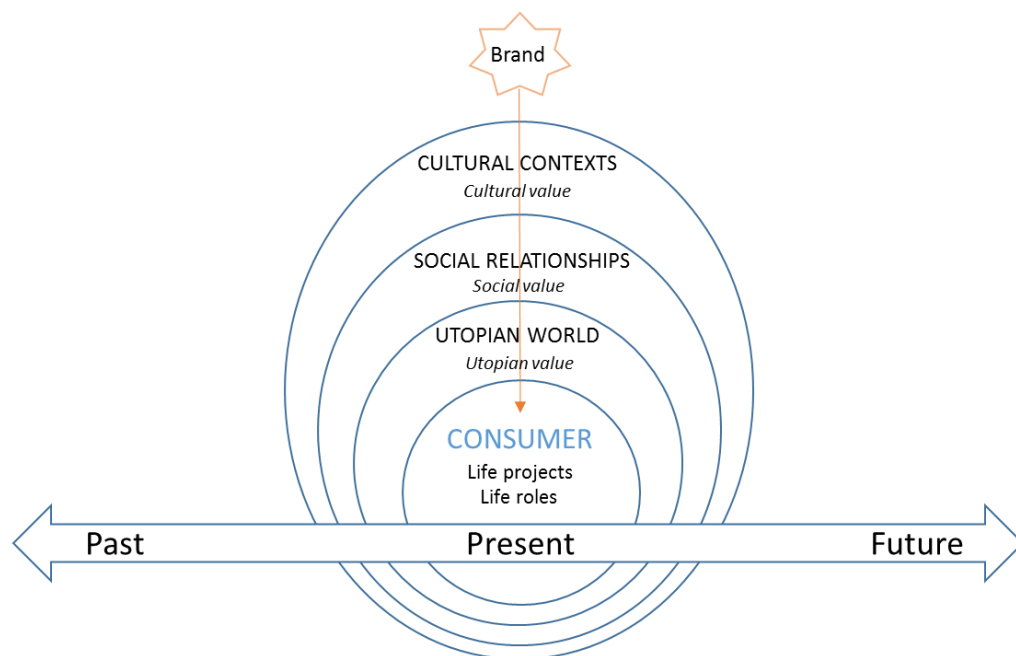 Brand
CULTURAL CONTEXTS
Cultural value
SOCIAL RELATIONSHIPS
Social value
UTOPIAN WORLD
Utopian value
CONSUMER
Life projects
Life roles
Past Present Future